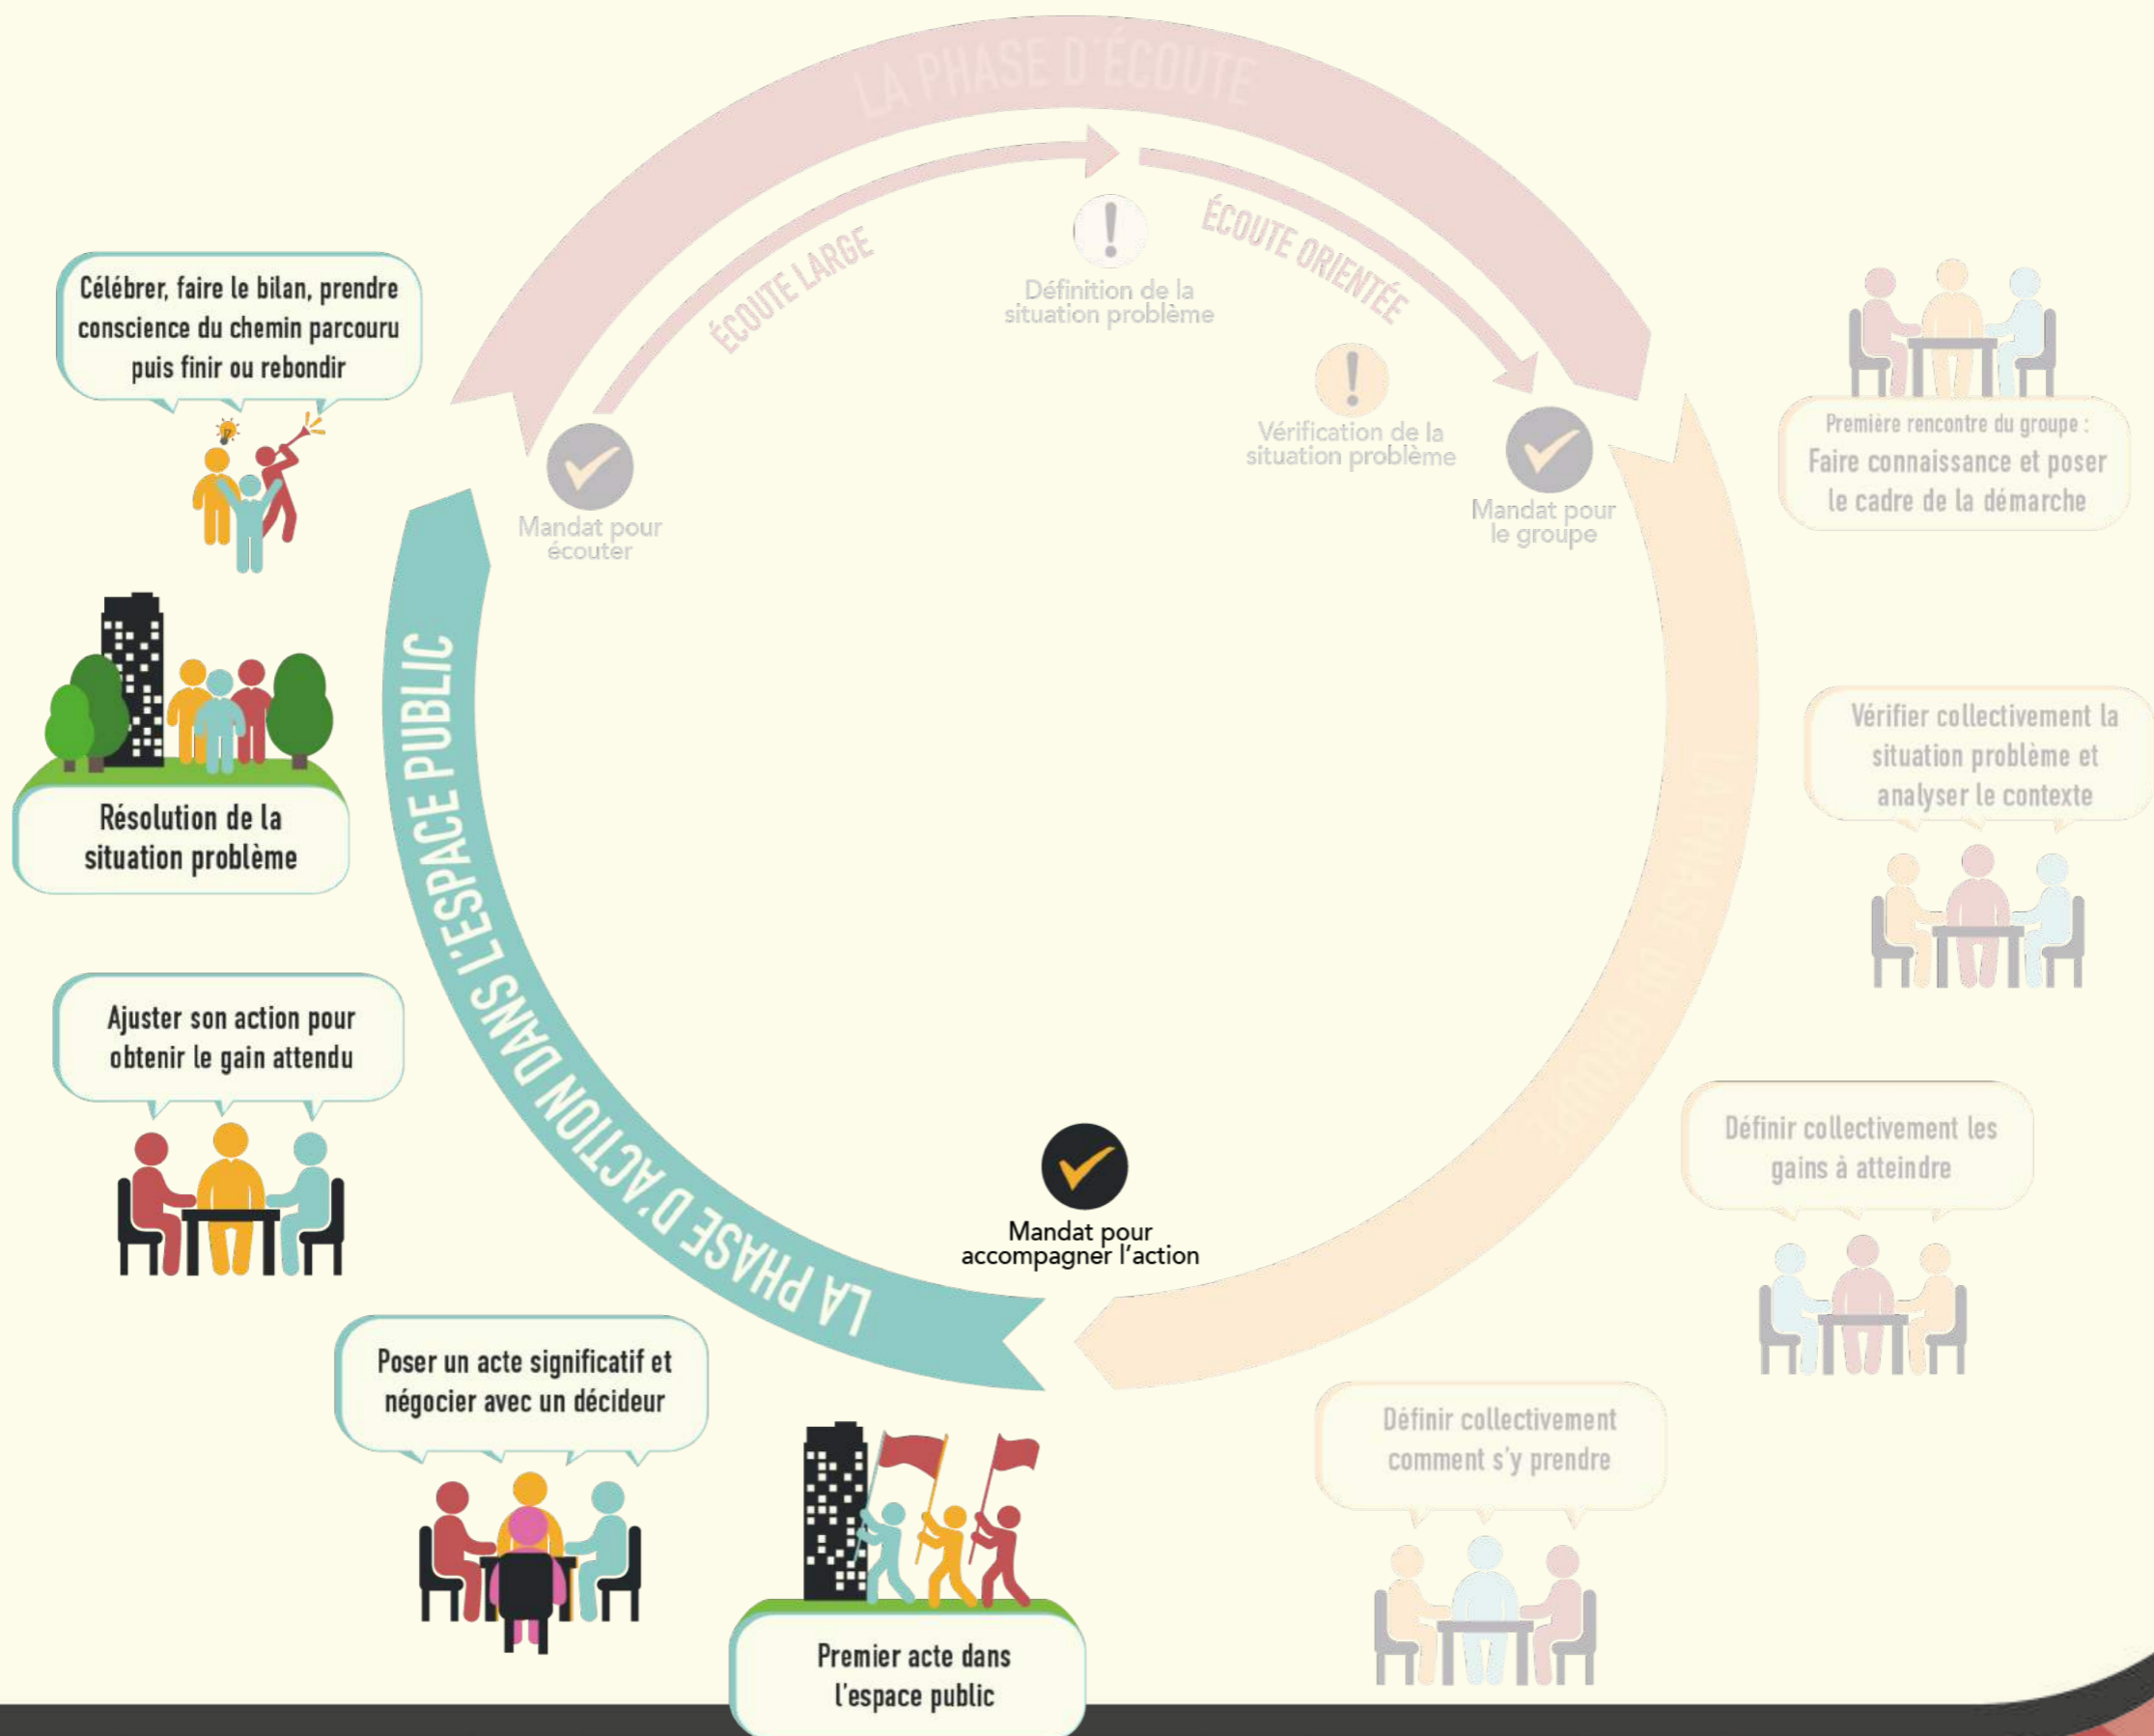 LA PHASE D'ÉCOUTE
ÉCOUTE LARGE
ÉCOUTE ORIENTÉE
Définition de la
situation problème
Vérification de la
situation problème
Mandat pour
écouter
Mandat pour
le groupe
Première rencontre du groupe :
Faire connaissance et poser
le cadre de la démarche
Vérifier collectivement la
situation problème et
analyser le contexte
LA PHASE DE GROUPE
Définir collectivement les
gains à atteindre
Définir collectivement
comment s'y prendre
Mandat pour
accompagner l'action
LA PHASE D'ACTION DANS L'ESPACE PUBLIC
Premier acte dans
l'espace public
Poser un acte significatif et
négocier avec un décideur
Ajuster son action pour
obtenir le gain attendu
Résolution de la
situation problème
Célébrer, faire le bilan, prendre
conscience du chemin parcouru
puis finir ou rebondir